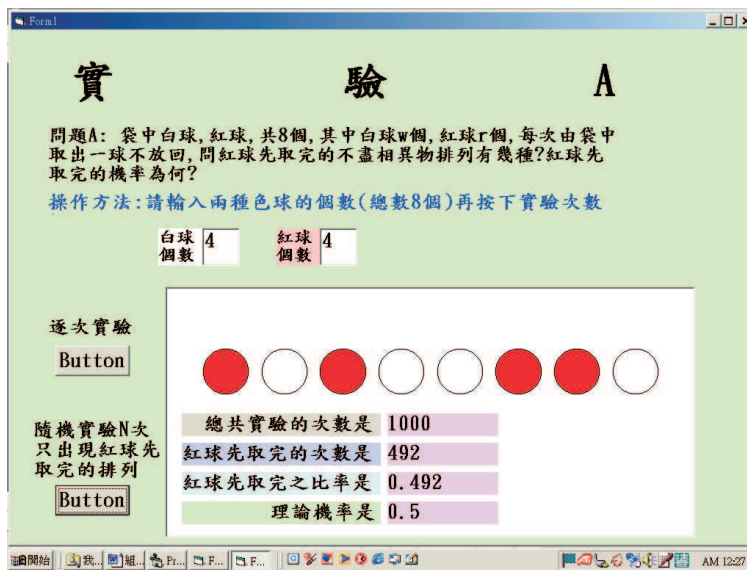 Form1
實 驗 A
問題A: 袋中白球,紅球,共8個,其中白球w個,紅球r個,每次由袋中
取出一球不放回,問紅球先取完的不盡相異物排列有幾種?紅球先
取完的機率為何?
操作方法:請輸入兩種色球的個數(總數8個)再按下實驗次數
白球
個數
4
紅球
個數
4
逐次實驗
Button
隨機實驗N次
只出現紅球先
取完的排列
Button
總共實驗的次數是 1000
紅球先取完的次數是 492
紅球先取完之比率是 0.492
理論機率是 0.5
開始 我... 組... Pr... F... F... AM 12:27